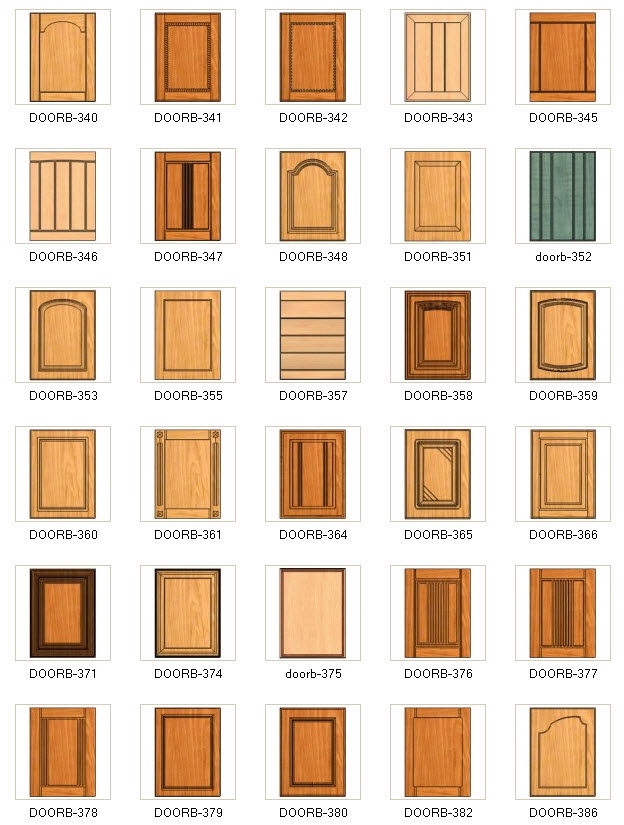 DOORB-340 DOORB-341 DOORB-342 DOORB-343 DOORB-345
DOORB-346 DOORB-347 DOORB-348 DOORB-351 doorb-352
DOORB-353 DOORB-355 DOORB-357 DOORB-358 DOORB-359
DOORB-360 DOORB-361 DOORB-364 DOORB-365 DOORB-366
DOORB-371 DOORB-374 doorb-375 DOORB-376 DOORB-377
DOORB-378 DOORB-379 DOORB-380 DOORB-382 DOORB-386